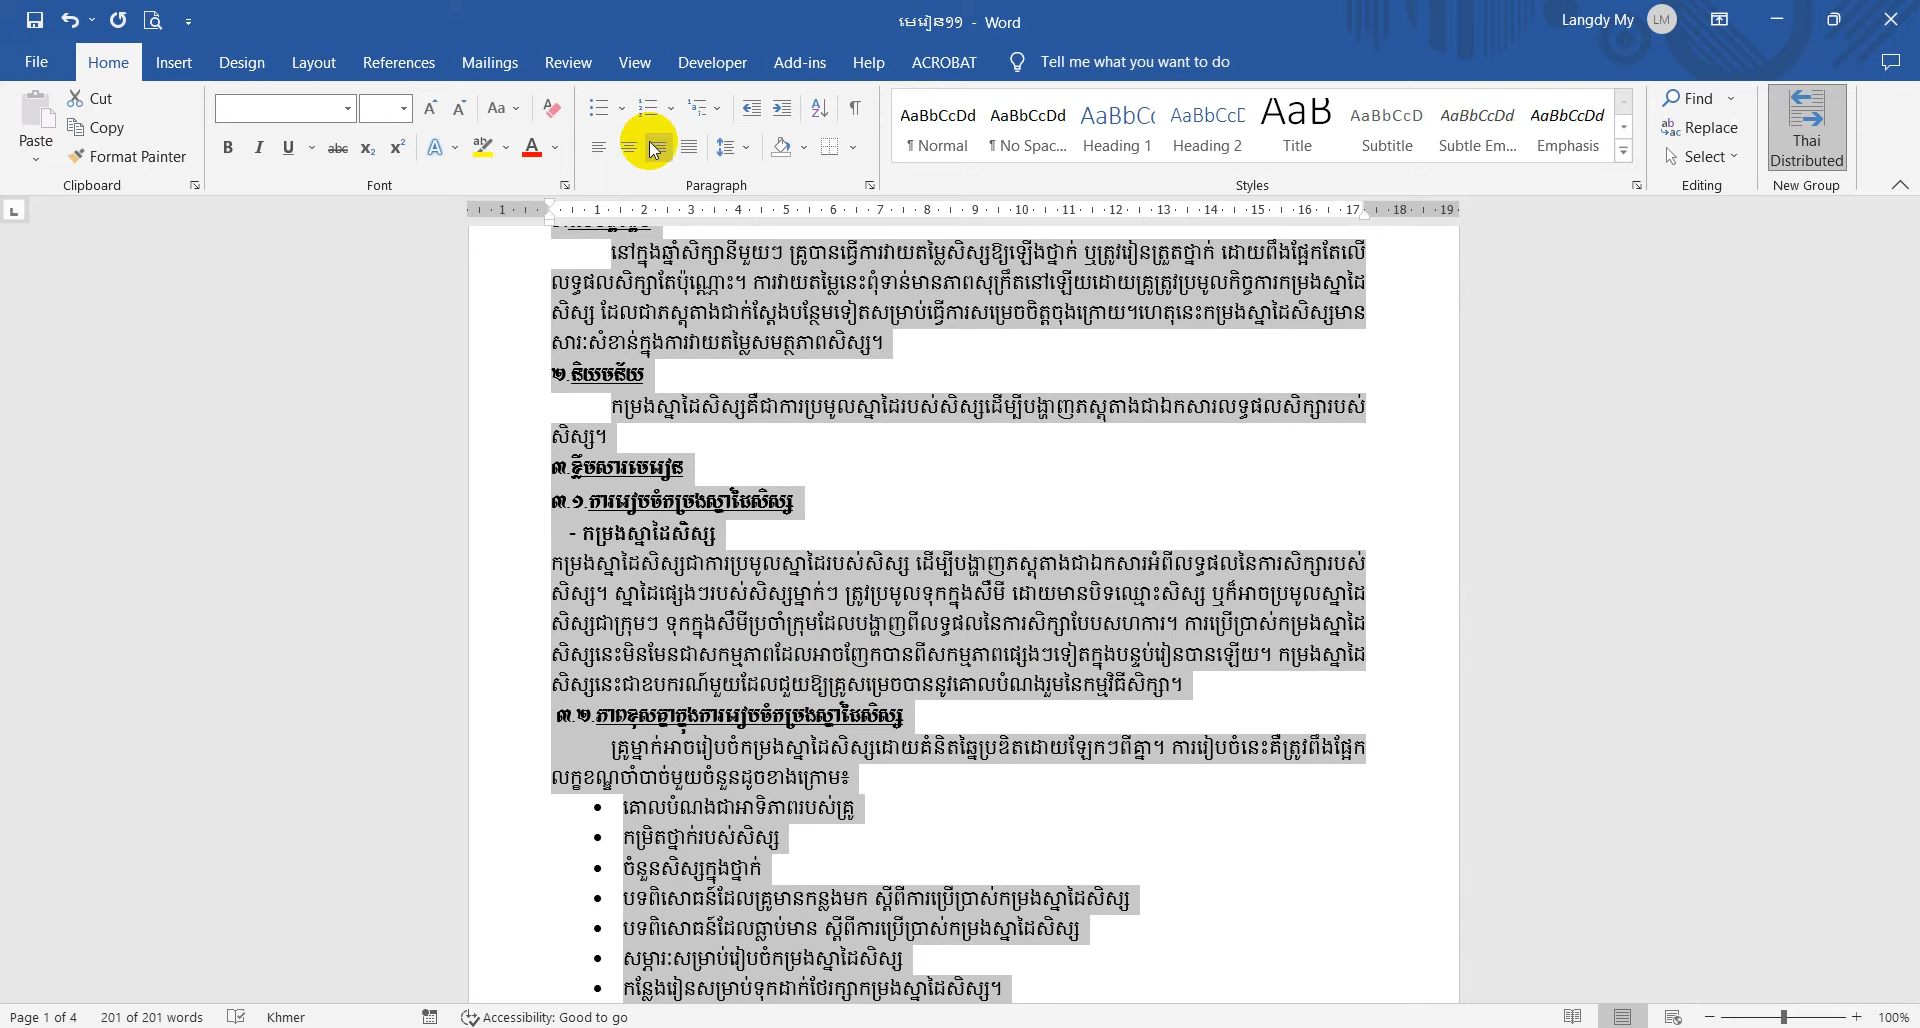 មេរៀន១១ - Word
Langdy My LM
File Home Insert Design Layout References Mailings Review View Developer Add-ins Help ACROBAT Tell me what you want to do
Paste
Cut
Copy
Format Painter
Clipboard
Font
Paragraph
AaBbCcDd AaBbCcDd AaBbCc AaBbCcC AaB AaBbCcD AaBbCcDd AaBbCcDd
¶ Normal ¶ No Spac... Heading 1 Heading 2 Title Subtitle Subtle Em... Emphasis
Styles
Find
Replace
Select
Editing
Thai
Distributed
New Group
នៅក្នុងឆ្នាំសិក្សានីមួយៗ គ្រូបានធ្វើការវាយតម្លៃសិស្សឱ្យឡើងថ្នាក់ ឬត្រូវរៀនត្រួតថ្នាក់ ដោយពឹងផ្អែកតែលើ
លទ្ធផលសិក្សាតែប៉ុណ្ណោះ។ ការវាយតម្លៃនេះពុំទាន់មានភាពសុក្រឹតនៅឡើយដោយគ្រូត្រូវប្រមូលកិច្ចការកម្រងស្នាដៃ
សិស្ស ដែលជាភស្តុតាងជាក់ស្តែងបន្ថែមទៀតសម្រាប់ធ្វើការសម្រេចចិត្តចុងក្រោយ។ហេតុនេះកម្រងស្នាដៃសិស្សមាន
សារៈសំខាន់ក្នុងការវាយតម្លៃសមត្ថភាពសិស្ស។
២.និយមន័យ
កម្រងស្នាដៃសិស្សគឺជាការប្រមូលស្នាដៃរបស់សិស្សដើម្បីបង្ហាញភស្តុតាងជាឯកសារលទ្ធផលសិក្សារបស់
សិស្ស។
៣.ខ្លឹមសារមេរៀន
៣.១.ការរៀបចំកម្រងស្នាដៃសិស្ស
- កម្រងស្នាដៃសិស្ស
កម្រងស្នាដៃសិស្សជាការប្រមូលស្នាដៃរបស់សិស្ស ដើម្បីបង្ហាញភស្តុតាងជាឯកសារអំពីលទ្ធផលនៃការសិក្សារបស់
សិស្ស។ ស្នាដៃផ្សេងៗរបស់សិស្សម្នាក់ៗ ត្រូវប្រមូលទុកក្នុងសឺមី ដោយមានបិទឈ្មោះសិស្ស ឬក៏អាចប្រមូលស្នាដៃ
សិស្សជាក្រុមៗ ទុកក្នុងសឺមីប្រចាំក្រុមដែលបង្ហាញពីលទ្ធផលនៃការសិក្សាបែបសហការ។ ការប្រើប្រាស់កម្រងស្នាដៃ
សិស្សនេះមិនមែនជាសកម្មភាពដែលអាចញែកបានពីសកម្មភាពផ្សេងៗទៀតក្នុងបន្ទប់រៀនបានឡើយ។ កម្រងស្នាដៃ
សិស្សនេះជាឧបករណ៍មួយដែលជួយឱ្យគ្រូសម្រេចបាននូវគោលបំណងរួមនៃកម្មវិធីសិក្សា។
៣.២.ភាពខុសគ្នាក្នុងការរៀបចំកម្រងស្នាដៃសិស្ស
គ្រូម្នាក់អាចរៀបចំកម្រងស្នាដៃសិស្សដោយគំនិតច្នៃប្រឌិតដោយឡែកៗពីគ្នា។ ការរៀបចំនេះគឺត្រូវពឹងផ្អែក
លក្ខខណ្ឌចាំបាច់មួយចំនួនដូចខាងក្រោម៖
• គោលបំណងជាអាទិភាពរបស់គ្រូ
• កម្រិតថ្នាក់របស់សិស្ស
• ចំនួនសិស្សក្នុងថ្នាក់
• បទពិសោធន៍ដែលគ្រូមានកន្លងមក ស្តីពីការប្រើប្រាស់កម្រងស្នាដៃសិស្ស
• បទពិសោធន៍ដែលធ្លាប់មាន ស្តីពីការប្រើប្រាស់កម្រងស្នាដៃសិស្ស
• សម្ភារៈសម្រាប់រៀបចំកម្រងស្នាដៃសិស្ស
• កន្លែងរៀនសម្រាប់ទុកដាក់ថែរក្សាកម្រងស្នាដៃសិស្ស។
Page 1 of 4 201 of 201 words Khmer Accessibility: Good to go 100%